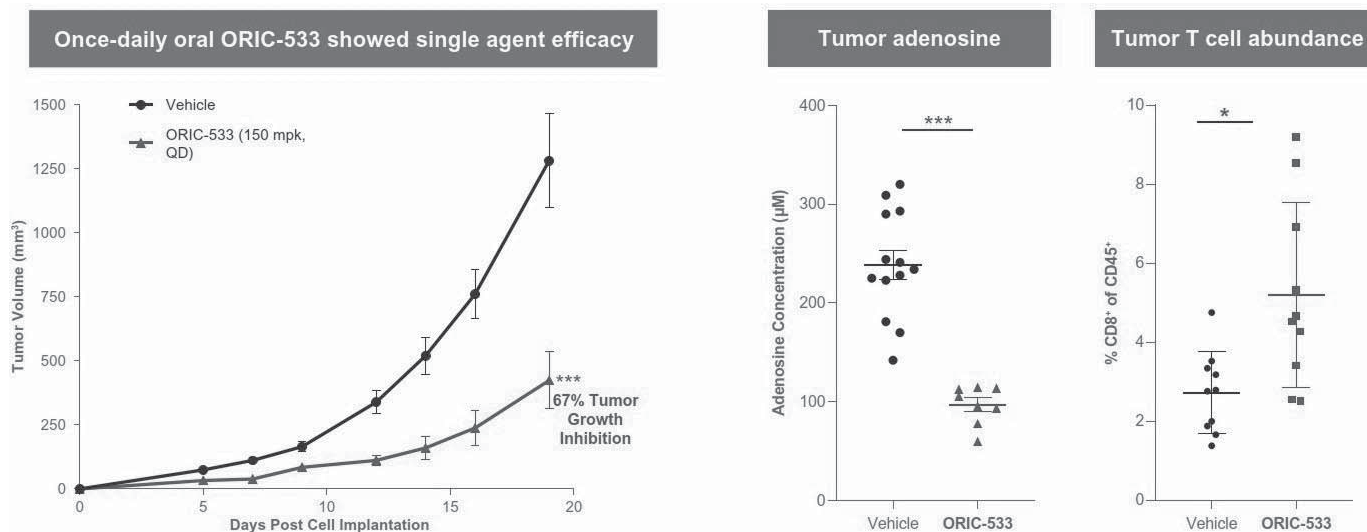 Once-daily oral ORIC-533 showed single agent efficacy
Tumor Volume (mm³)
1500
1250
1000
750
500
250
0
0
5
10
15
20
Days Post Cell Implantation
Vehicle
ORIC-533 (150 mpk,
QD)
***
67% Tumor
Growth
Inhibition
Tumor adenosine
Adenosine Concentration (µM)
400
300
200
100
0
***
Vehicle
ORIC-533
Tumor T cell abundance
% CD8⁺ of CD45⁺
10
8
6
4
2
0
*
Vehicle
ORIC-533